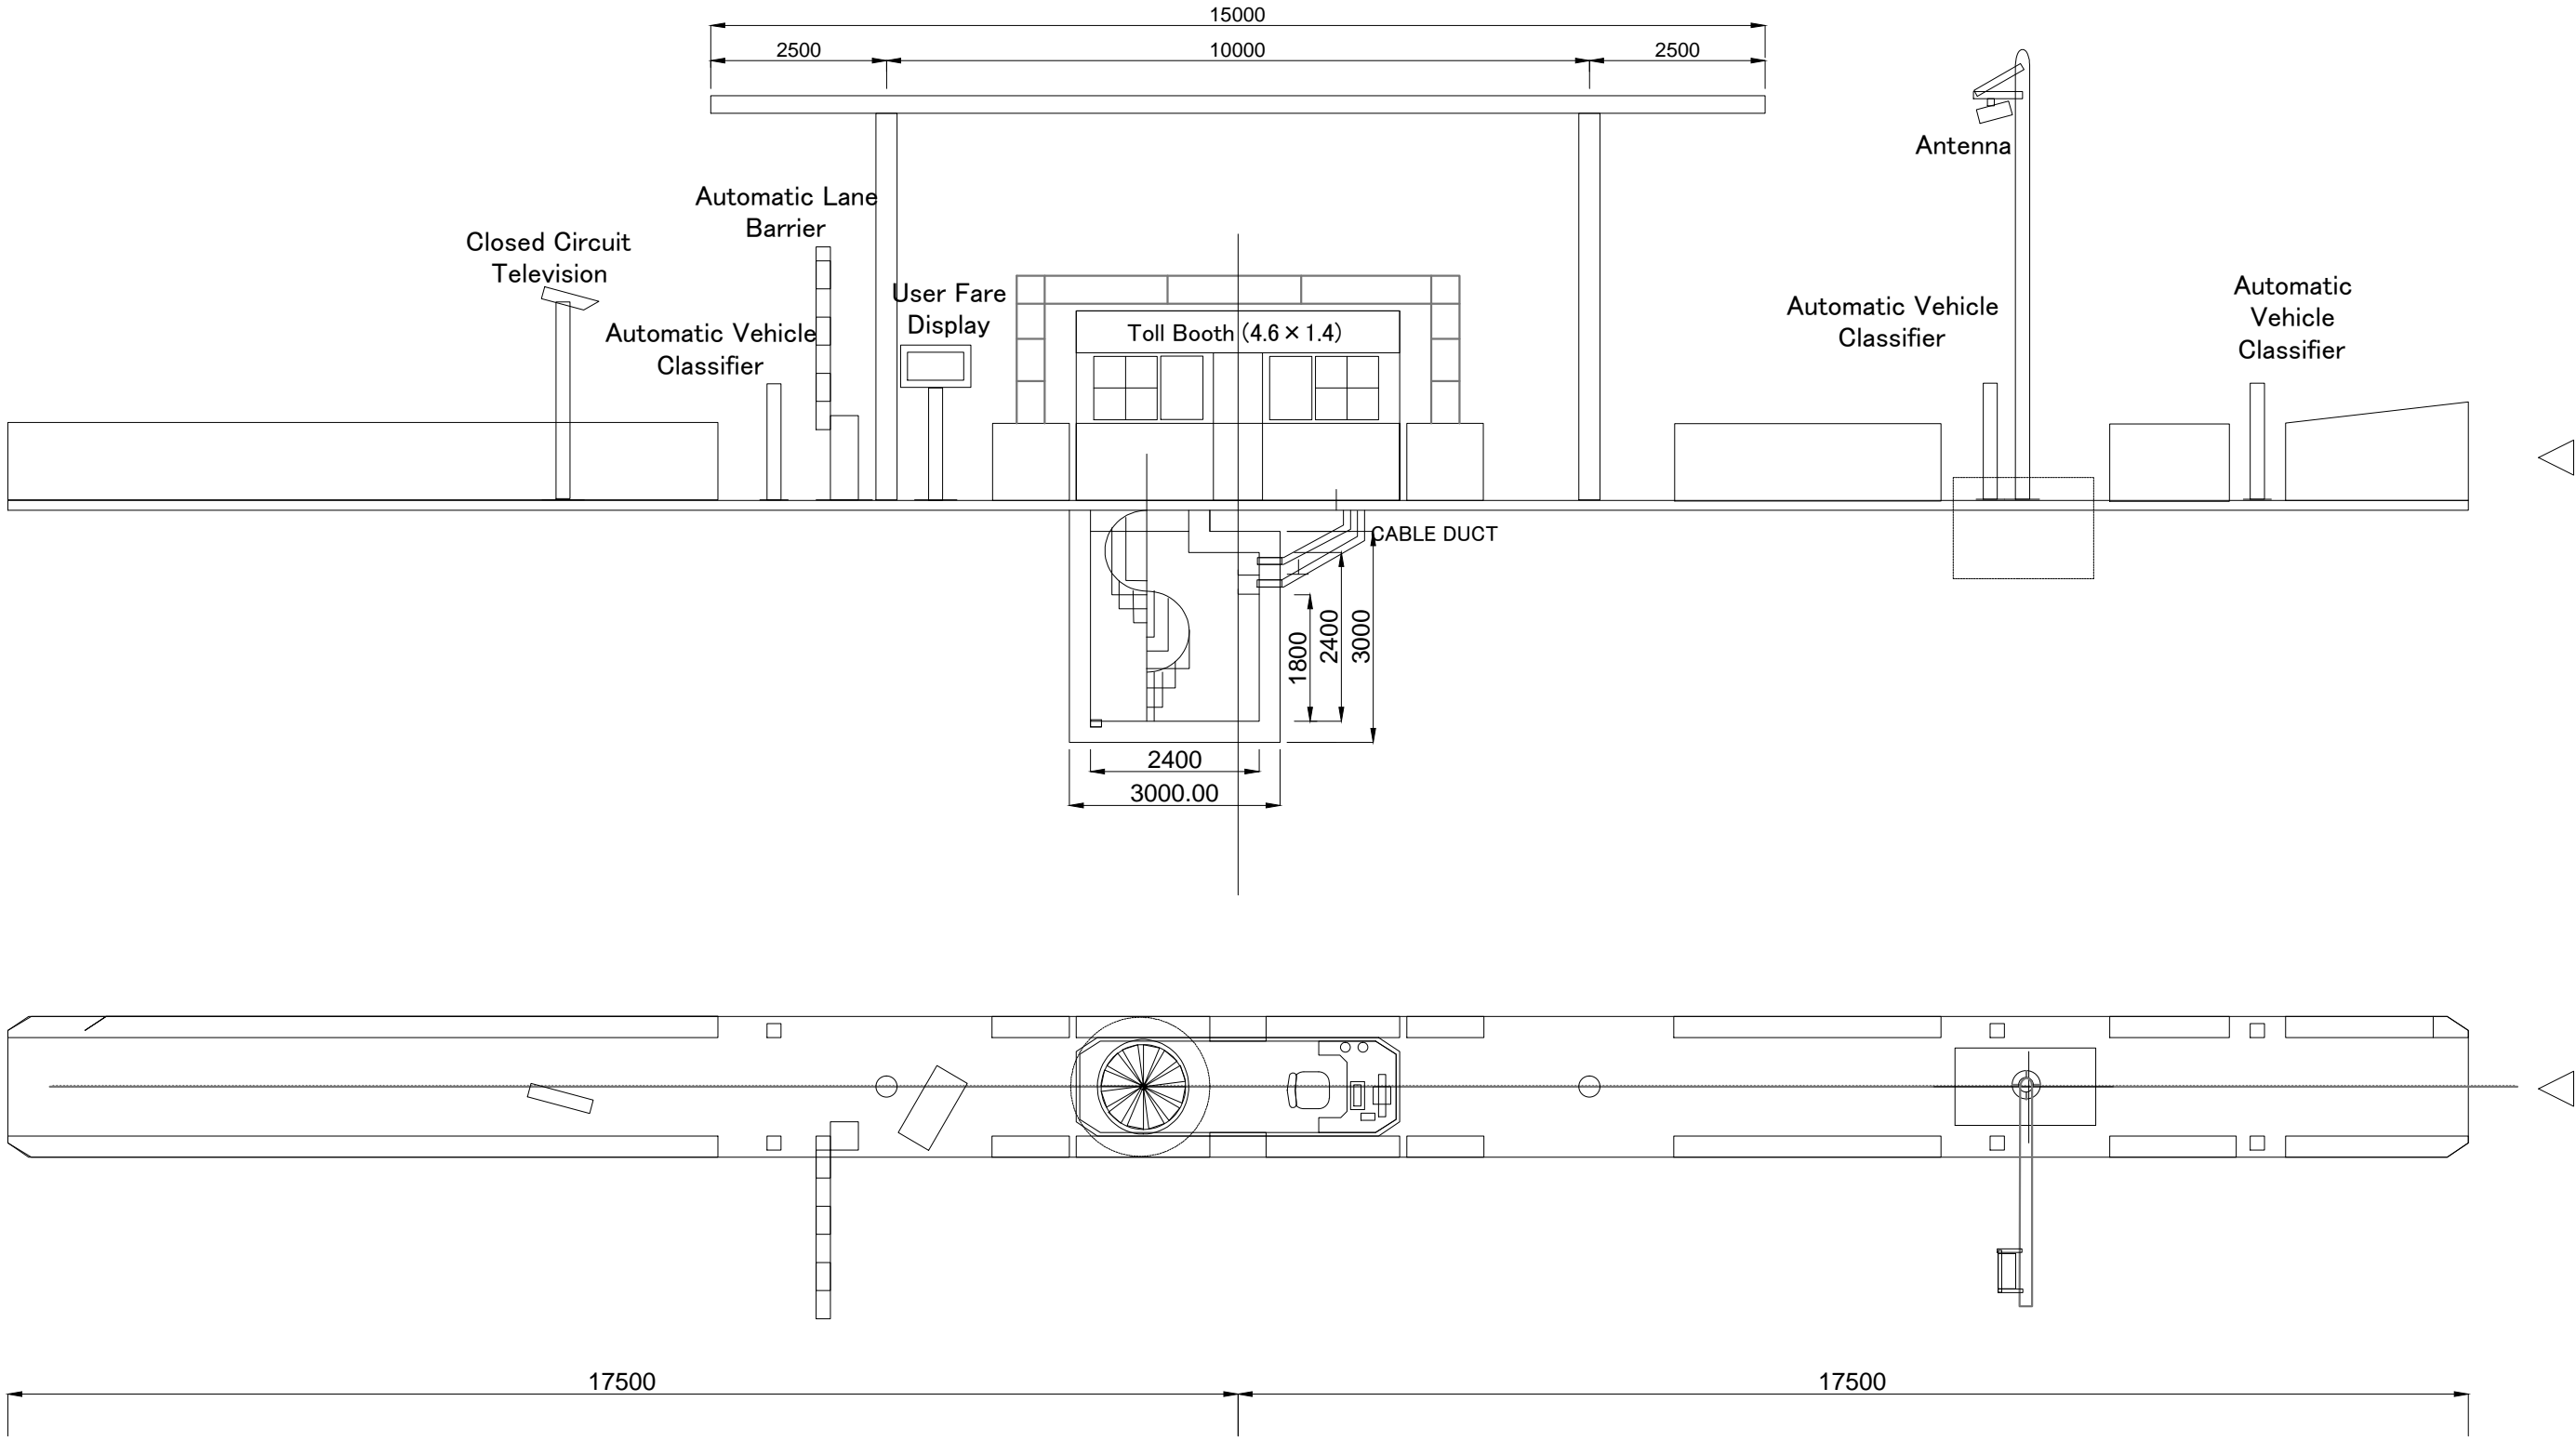 15000
2500
10000
2500
Antenna
Automatic Lane
Barrier
Closed Circuit
Television
User Fare
Display
Automatic Vehicle
Classifier
Toll Booth (4.6×1.4)
Automatic Vehicle
Classifier
Automatic
Vehicle
Classifier
CABLE DUCT
1800
2400
3000
2400
3000.00
17500
17500